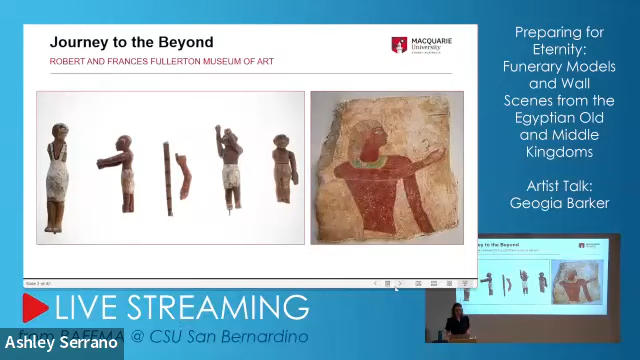 Journey to the Beyond
ROBERT AND FRANCES FULLERTON MUSEUM OF ART
MACQUARIE
University
Preparing for
Eternity:
Funerary Models
and Wall
Scenes from the
Egyptian Old
and Middle
Kingdoms
Artist Talk:
Geogia Barker
LIVE STREAMING
from RAFFMA @ CSU San Bernardino
Ashley Serrano